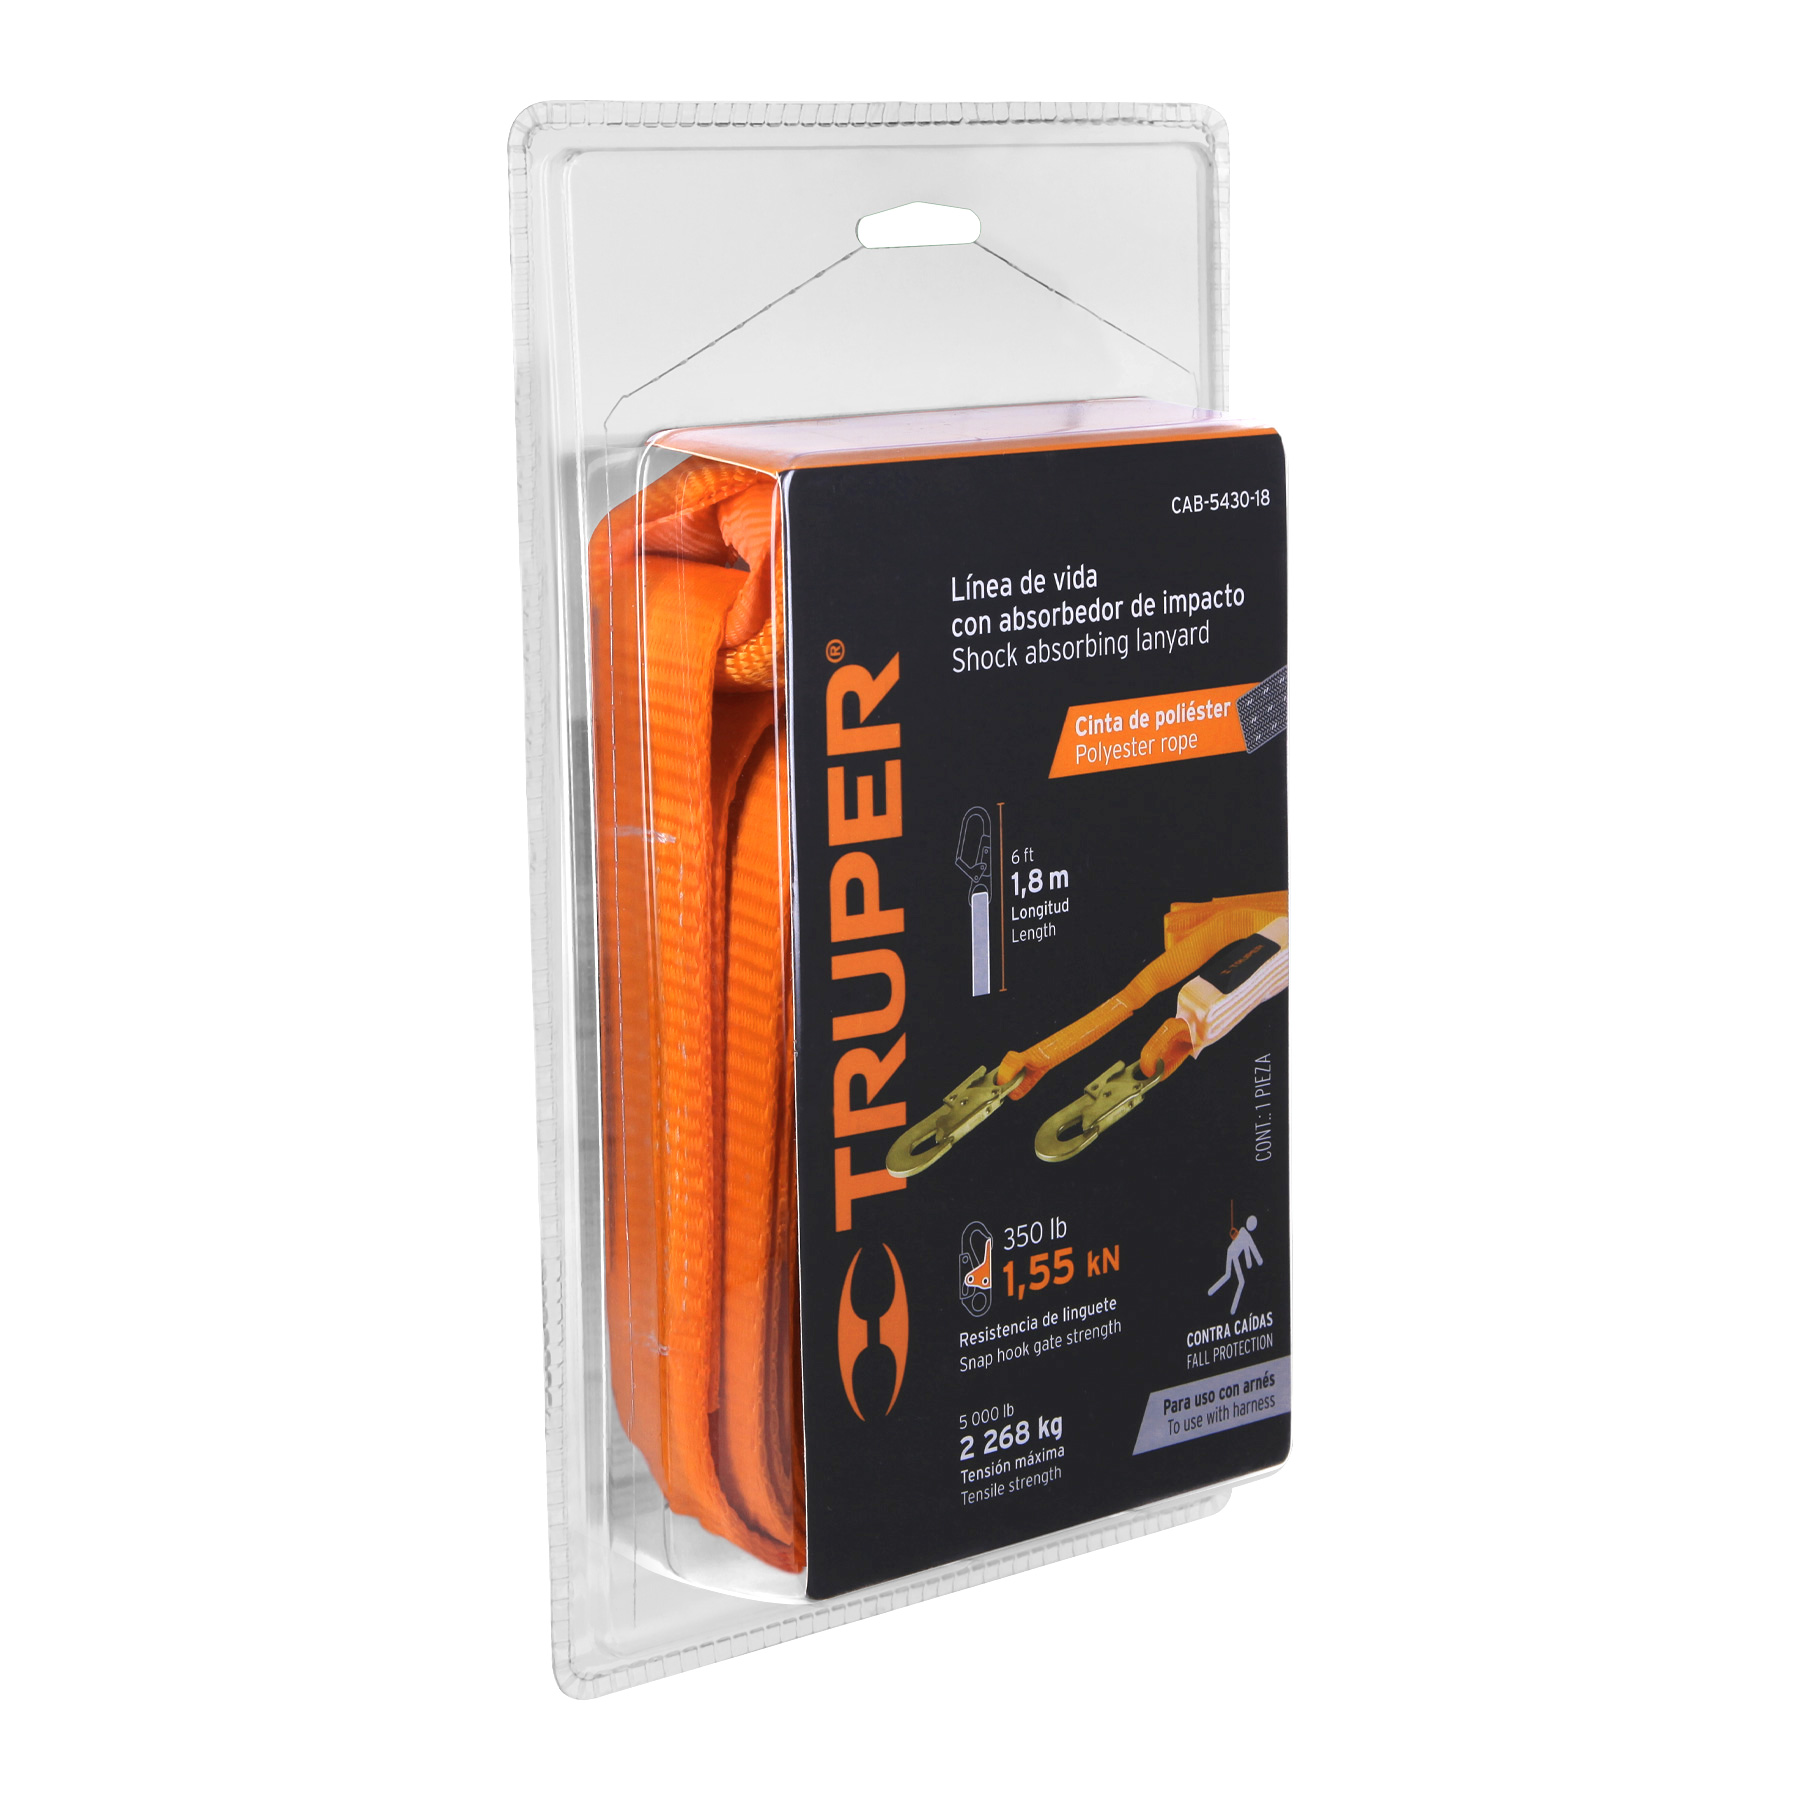 CAB-5430-18
Línea de vida
con absorbedor de impacto
Shock absorbing lanyard
Cinta de poliéster
Polyester rope
TRUPER®
6 ft
1,8 m
Longitud
Length
TRUPER
CONT.: 1 PIEZA
350 lb
1,55 kN
Resistencia de linguete
Snap hook gate strength
CONTRA CAÍDAS
FALL PROTECTION
Para uso con arnés
To use with harness
5 000 lb
2 268 kg
Tensión máxima
Tensile strength